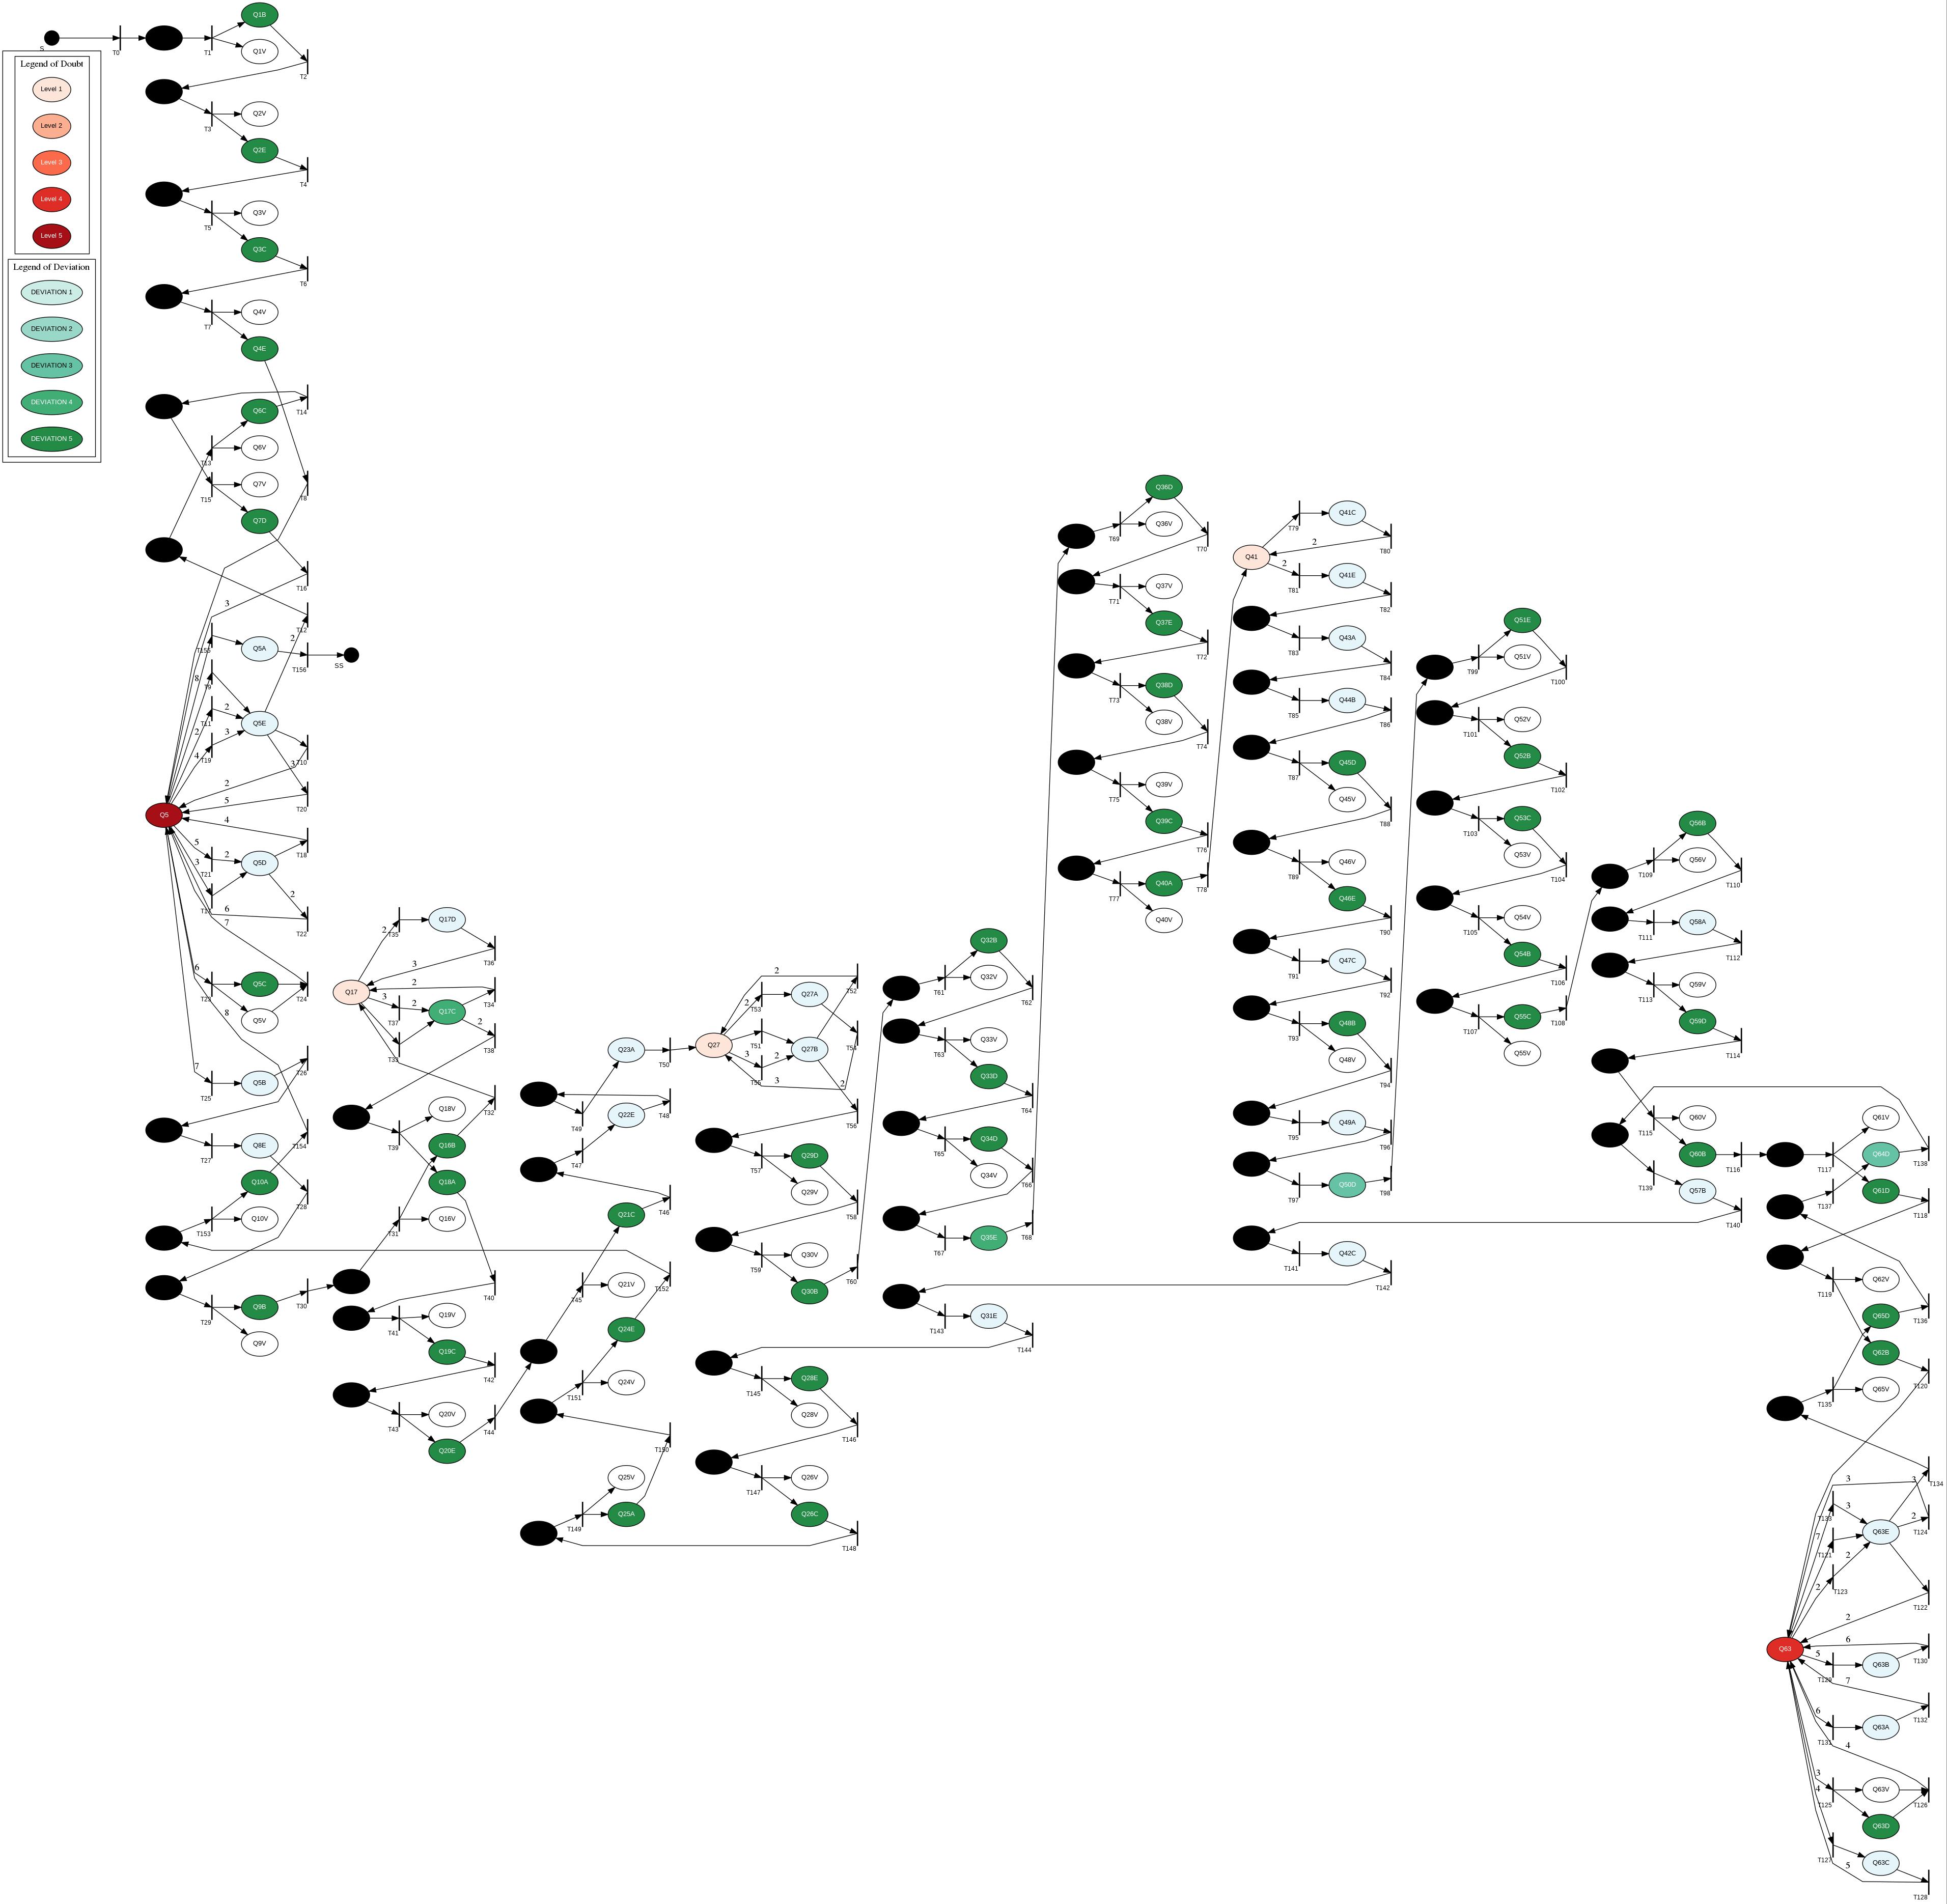 S
T0
T1
Q1B
Q1V
T2
Legend of Doubt
Level 1
Level 2
Level 3
Level 4
Level 5
Legend of Deviation
DEVIATION 1
DEVIATION 2
DEVIATION 3
DEVIATION 4
DEVIATION 5
T3
Q2V
Q2E
T4
T5
Q3V
Q3C
T6
T7
Q4V
Q4E
T14
Q6C
T13
Q6V
T15
Q7V
Q7D
T8
T16
3
T12
T155
Q5A
2
T156
SS
8
T9
T11
2
Q5E
2
T19
3
4
T10
3
2
T20
5
Q5
T18
4
5
T21
2
Q5D
3
T17
2
6
T22
7
6
T23
Q5C
Q5V
T24
8
7
T25
Q5B
T26
T27
Q8E
T154
Q10A
T28
T153
Q10V
T29
Q9B
Q9V
T30
2
T35
Q17D
T36
3
Q17
2
T34
3
T37
2
Q17C
2
T33
T38
T32
Q18V
T39
Q16B
Q18A
T31
Q16V
T40
T41
Q19V
Q19C
T42
T43
Q20V
Q20E
T44
Q23A
T50
T49
Q22E
T48
T47
T46
Q21C
T45
Q21V
T152
Q24E
T151
Q24V
T150
Q25V
T149
Q25A
2
T52
2
T53
Q27A
Q27
T51
Q27B
T54
3
T55
2
3
2
T56
T57
Q29D
Q29V
T58
T59
Q30V
Q30B
T60
T145
Q28E
Q28V
T146
T147
Q26V
Q26C
T148
Q32B
T61
Q32V
T62
T63
Q33V
Q33D
T64
T65
Q34D
Q34V
T66
T67
Q35E
T68
T143
Q31E
T144
Q36D
T69
Q36V
T70
T71
Q37V
Q37E
T72
T73
Q38D
Q38V
T74
T75
Q39V
Q39C
T76
T77
Q40A
Q40V
T78
T79
Q41C
T80
2
Q41
2
T81
Q41E
T82
T83
Q43A
T84
T85
Q44B
T86
T87
Q45D
Q45V
T88
T89
Q46V
Q46E
T90
T91
Q47C
T92
T93
Q48B
Q48V
T94
T95
Q49A
T96
T97
Q50D
T98
T141
Q42C
T142
Q51E
T99
Q51V
T100
T101
Q52V
Q52B
T102
T103
Q53C
Q53V
T104
T105
Q54V
Q54B
T106
T107
Q55C
Q55V
T108
Q56B
T109
Q56V
T110
T111
Q58A
T112
T113
Q59V
Q59D
T114
T115
Q60V
Q60B
T116
T139
Q57B
T140
Q61V
T117
Q64D
T138
T137
Q61D
T118
T119
Q62V
Q65D
T136
Q62B
T120
T135
Q65V
T134
3
3
T133
3
7
T121
Q63E
2
T124
2
T123
2
T122
2
Q63
6
T130
5
T129
Q63B
7
T132
6
T131
Q63A
4
3
T125
Q63V
T126
4
Q63D
T127
Q63C
5
T128